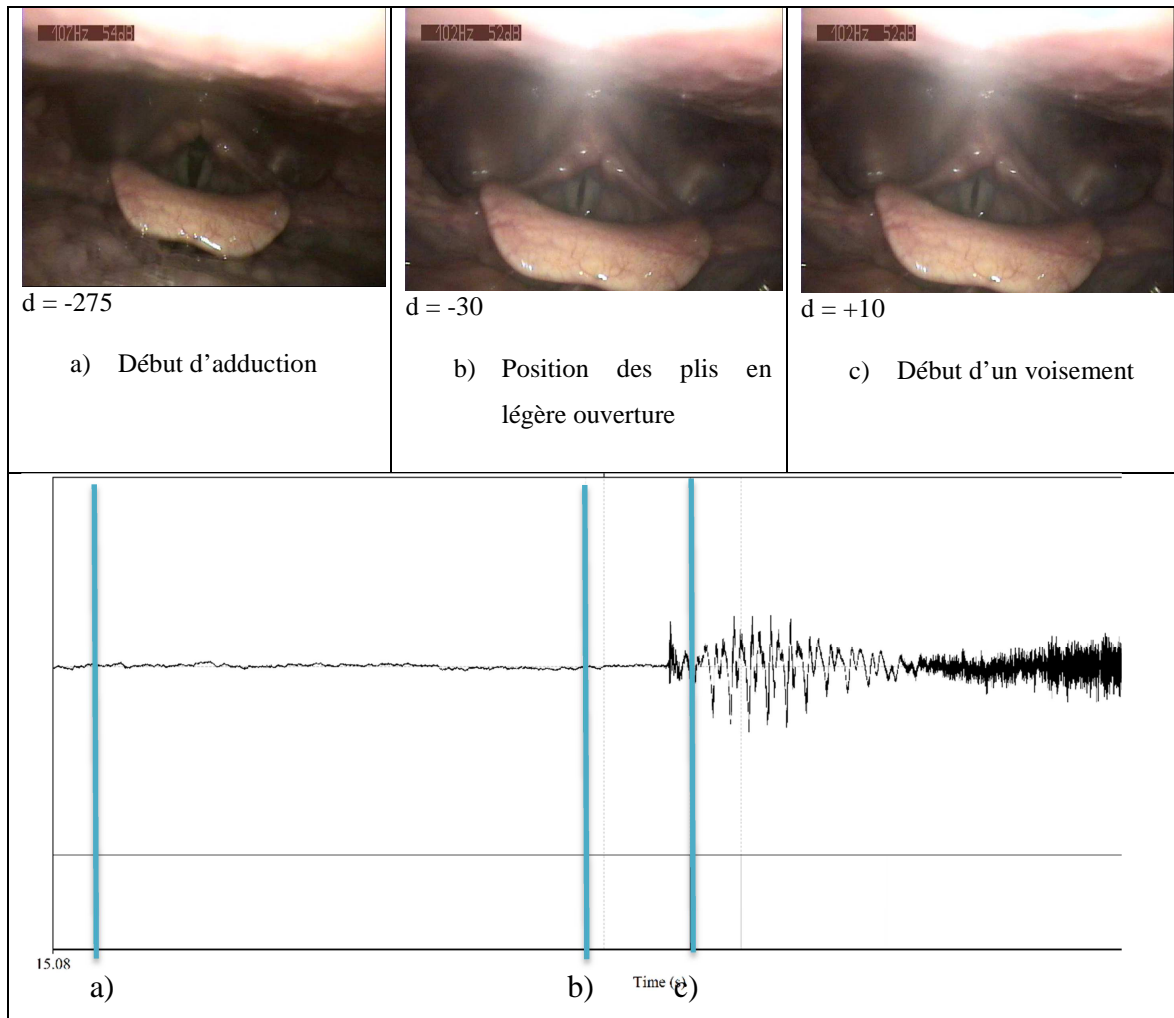 107Hz 54dB
102Hz 52dB
102Hz 52dB
d = -275
d = -30
d = +10
a) Début d'adduction
b) Position des plis en
légère ouverture
c) Début d'un voisement
15.08
Time (s)
a)
b)
c)